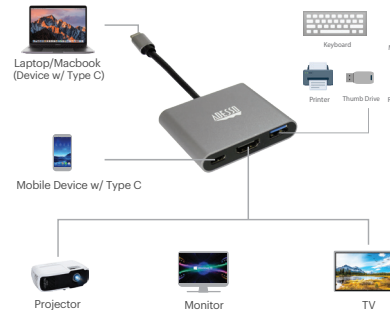 Laptop/Macbook
(Device w/ Type C)
Keyboard
ADESSO
Printer
Thumb Drive
Mobile Device w/ Type C
Projector
Monitor
TV